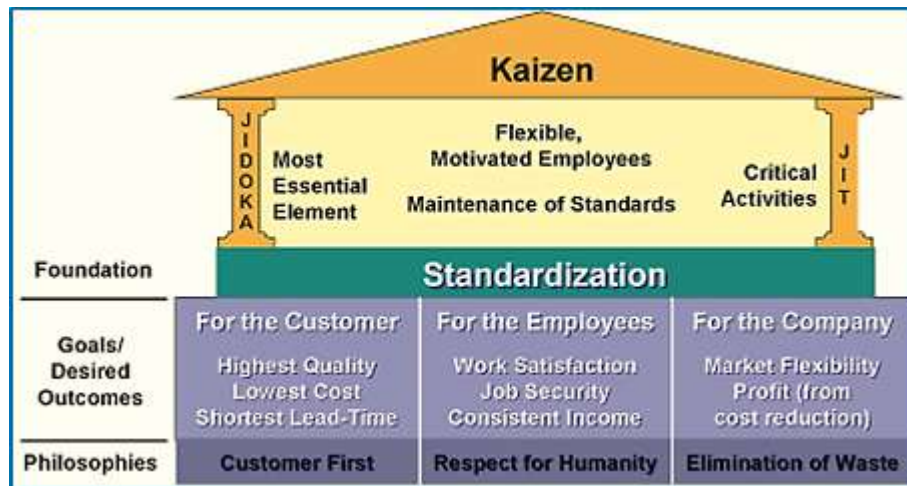 Kaizen
JIDOKA
Most
Essential
Element
Flexible,
Motivated Employees
Maintenance of Standards
Critical
Activities
JIT
Foundation
Standardization
Goals/
Desired
Outcomes
For the Customer
Highest Quality
Lowest Cost
Shortest Lead-Time
For the Employees
Work Satisfaction
Job Security
Consistent Income
For the Company
Market Flexibility
Profit (from
cost reduction)
Philosophies
Customer First
Respect for Humanity
Elimination of Waste